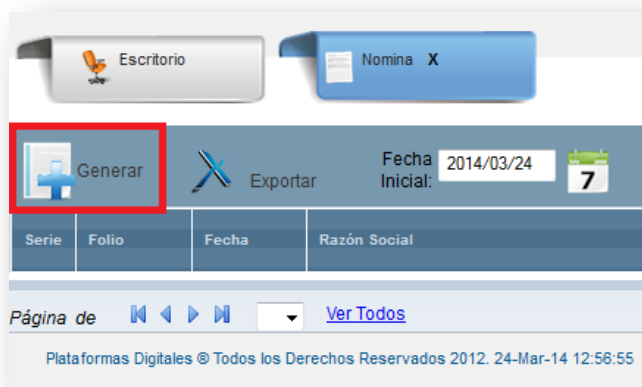 Escritorio
Nomina X
Generar
Exportar
Fecha Inicial:
2014/03/24
7
Serie Folio Fecha Razón Social
Página de
Ver Todos
Plataformas Digitales ® Todos los Derechos Reservados 2012. 24-Mar-14 12:56:55